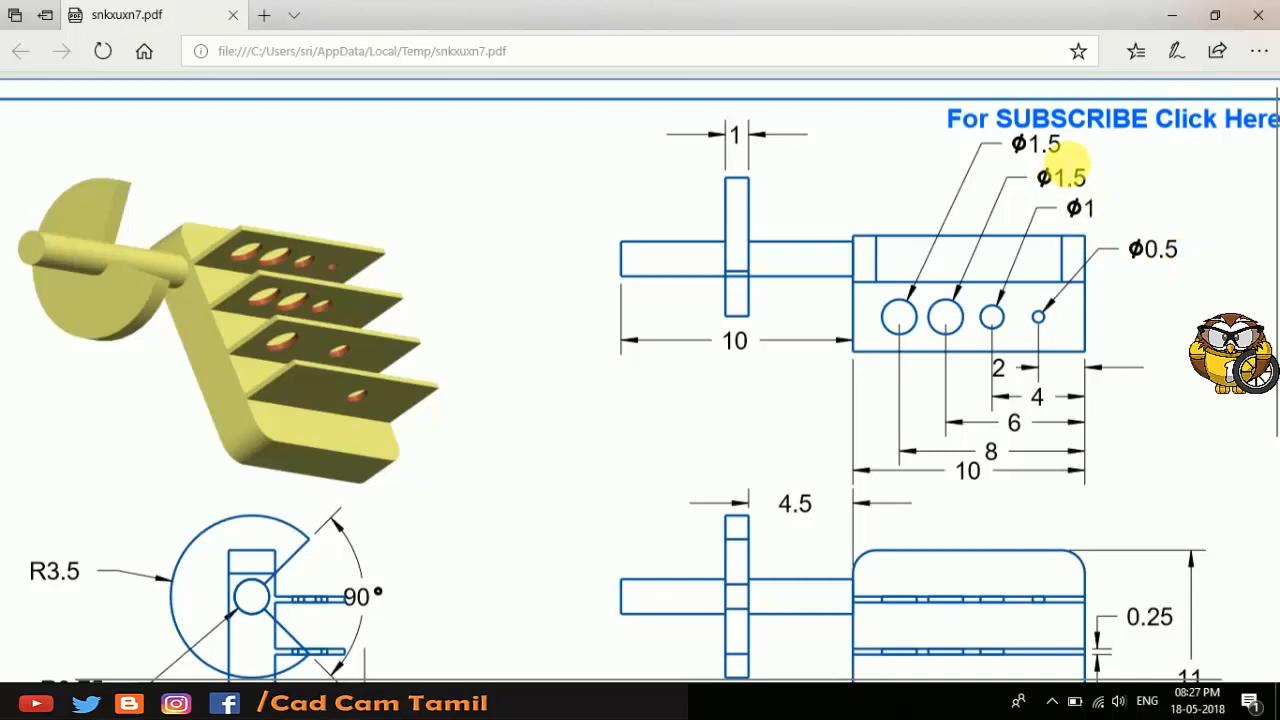 snkxuxn7.pdf
file:///C:/Users/sri/AppData/Local/Temp/snkxuxn7.pdf
For SUBSCRIBE Click Here
1
ϕ1.5
ϕ1.5
ϕ1
ϕ0.5
10
2
4
6
8
10
4.5
R3.5
90°
0.25
11
/Cad Cam Tamil
ENG
08:27 PM
18-05-2018
1